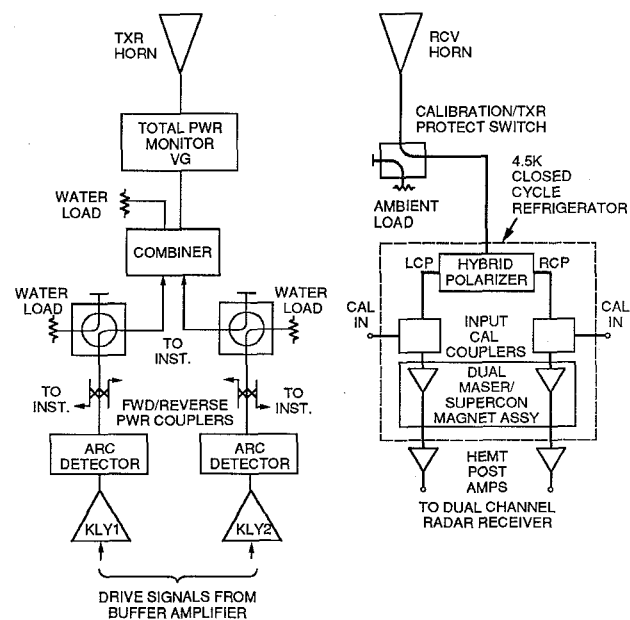 TXR
HORN
RCV
HORN
CALIBRATION/TXR
PROTECT SWITCH
TOTAL PWR
MONITOR
VG
4.5K
CLOSED
CYCLE
REFRIGERATOR
WATER
LOAD
AMBIENT
LOAD
COMBINER
LCP
HYBRID
POLARIZER
RCP
WATER
LOAD
WATER
LOAD
CAL
IN
CAL
IN
TO
INST.
INPUT
CAL
COUPLERS
TO
INST.
TO
INST.
FWD/REVERSE
PWR COUPLERS
DUAL
MASER/
SUPERCON
MAGNET ASSY
ARC
DETECTOR
ARC
DETECTOR
HEMT
POST
AMPS
KLY1
KLY2
TO DUAL CHANNEL
RADAR RECEIVER
DRIVE SIGNALS FROM
BUFFER AMPLIFIER